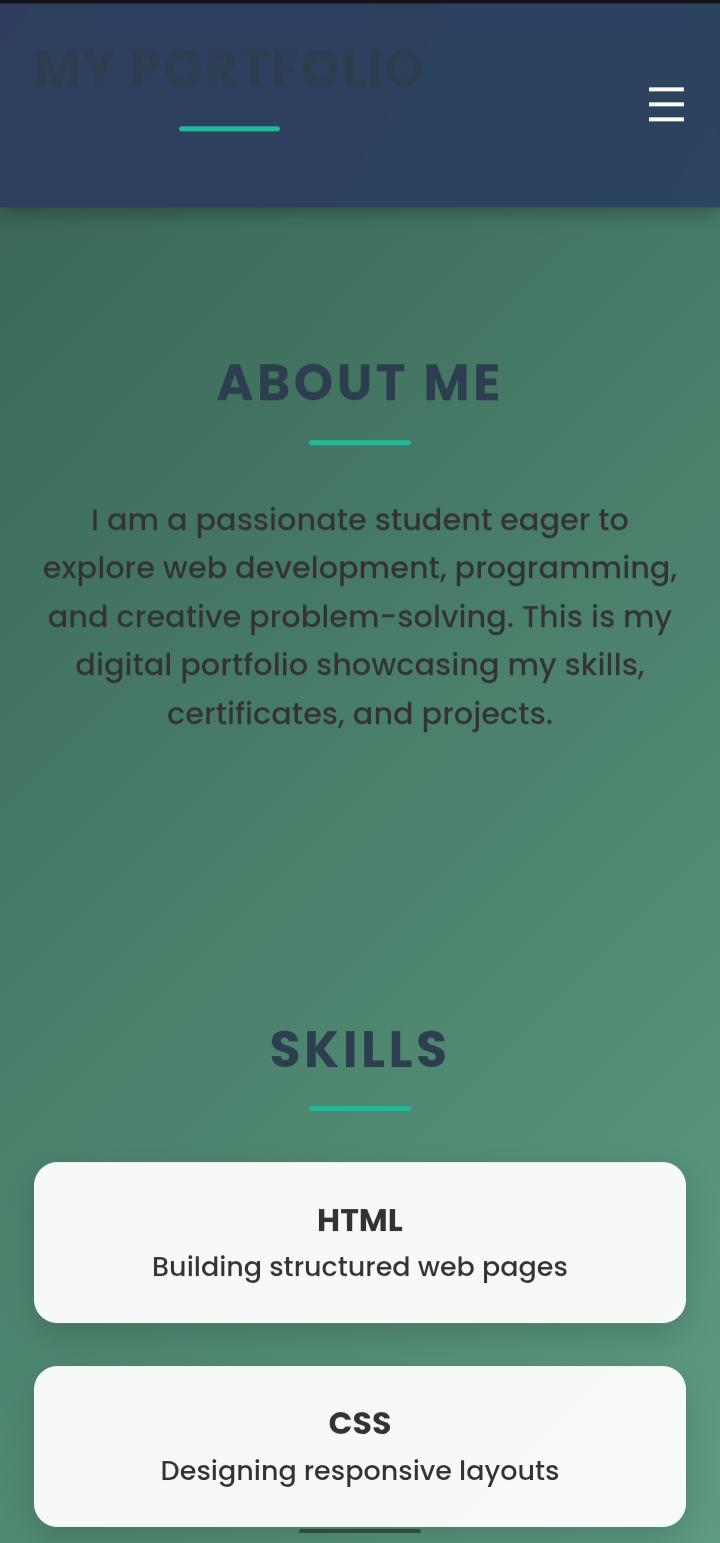 MY PORTFOLIO
ABOUT ME
I am a passionate student eager to
explore web development, programming,
and creative problem-solving. This is my
digital portfolio showcasing my skills,
certificates, and projects.
SKILLS
HTML
Building structured web pages
CSS
Designing responsive layouts